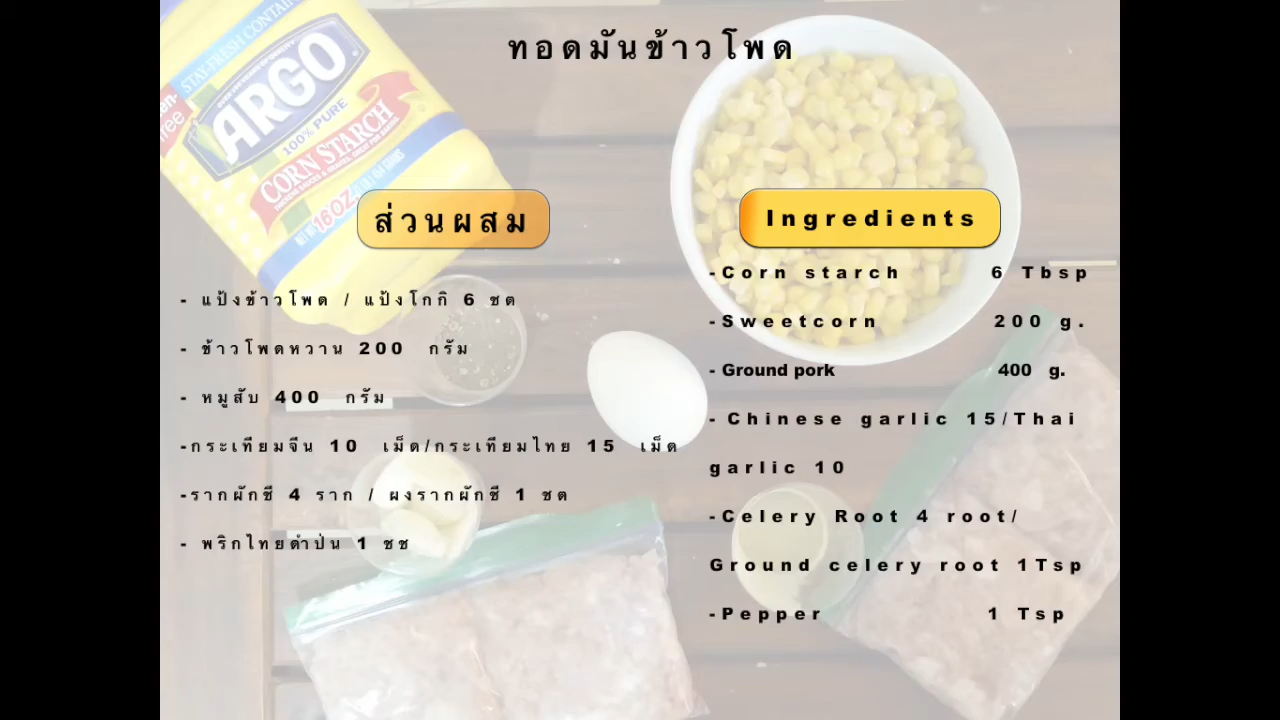 ทอดมันข้าวโพด
ส่วนผสม
- แป้งข้าวโพด / แป้งโกกิ 6 ชต
- ข้าวโพดหวาน 200 กรัม
- หมูสับ 400 กรัม
-กระเทียมจีน 10 เม็ด/กระเทียมไทย 15 เม็ด
-รากผักชี 4 ราก / ผงรากผักชี 1 ชต
- พริกไทยดำป่น 1 ชช
Ingredients
-Corn starch 6 Tbsp
-Sweetcorn 200 g.
- Ground pork 400 g.
- Chinese garlic 15/Thai
garlic 10
-Celery Root 4 root/
Ground celery root 1Tsp
-Pepper 1 Tsp
STAY-FRESH CONTAIN
ARGO
100% PURE
CORN STARCH
16OZ